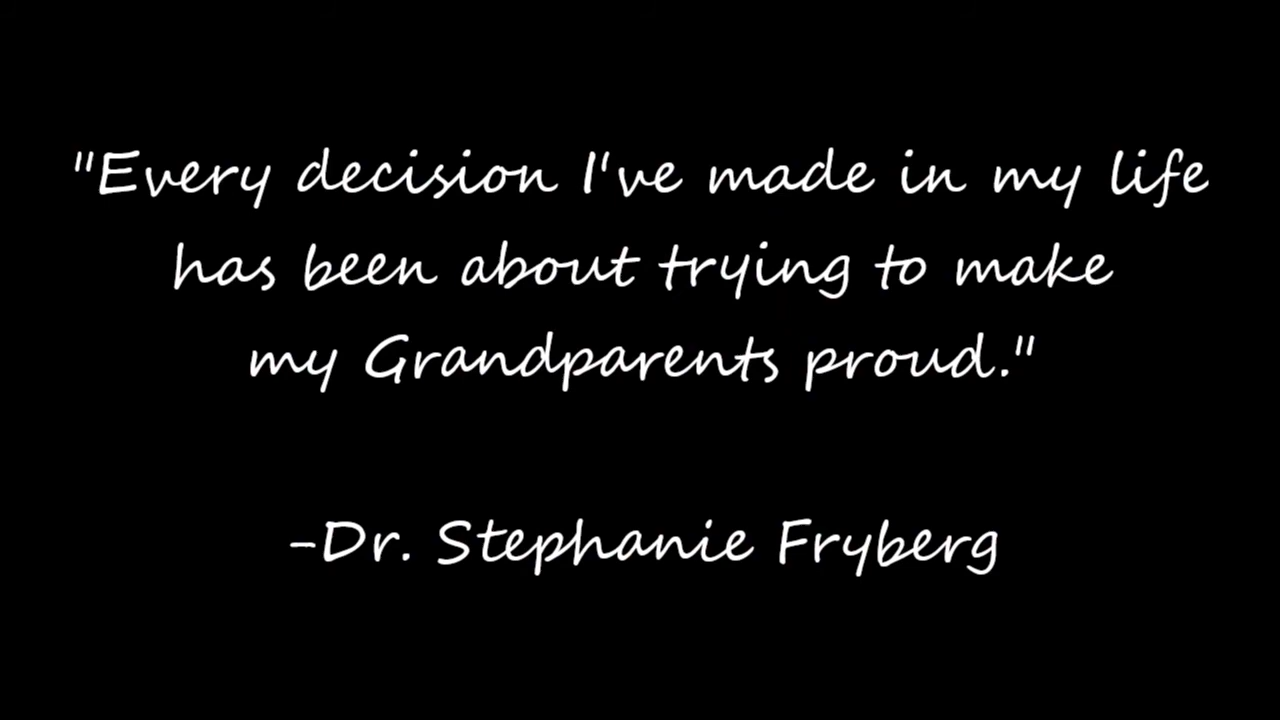 "Every decision I've made in my life
has been about trying to make
my Grandparents proud."
-Dr. Stephanie Fryberg